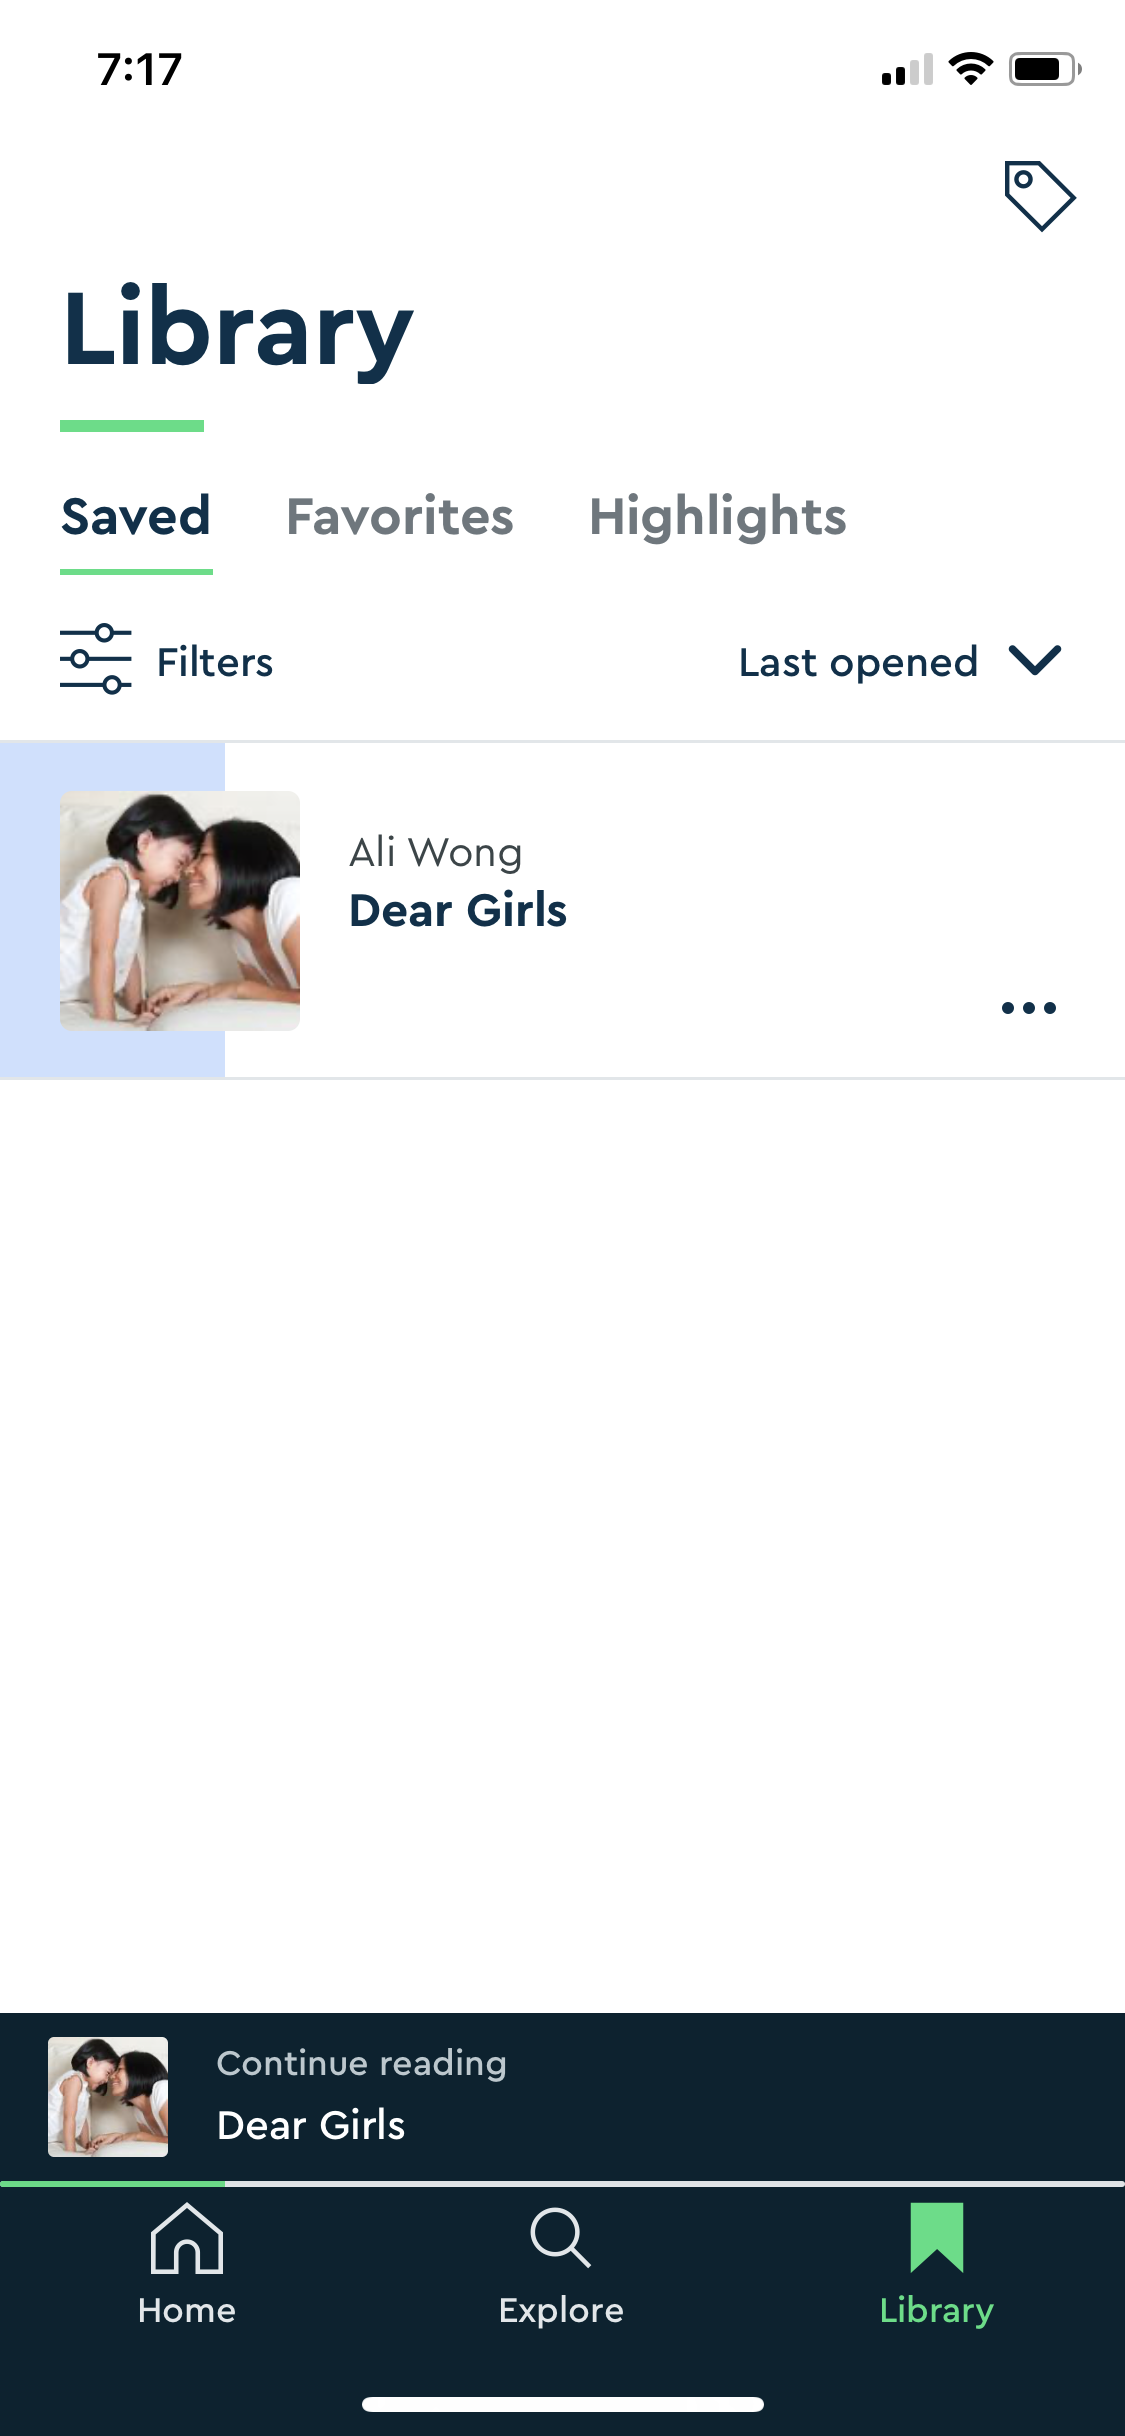 7:17
Library
Saved Favorites Highlights
Filters Last opened
Ali Wong
Dear Girls
Continue reading
Dear Girls
Home Explore Library